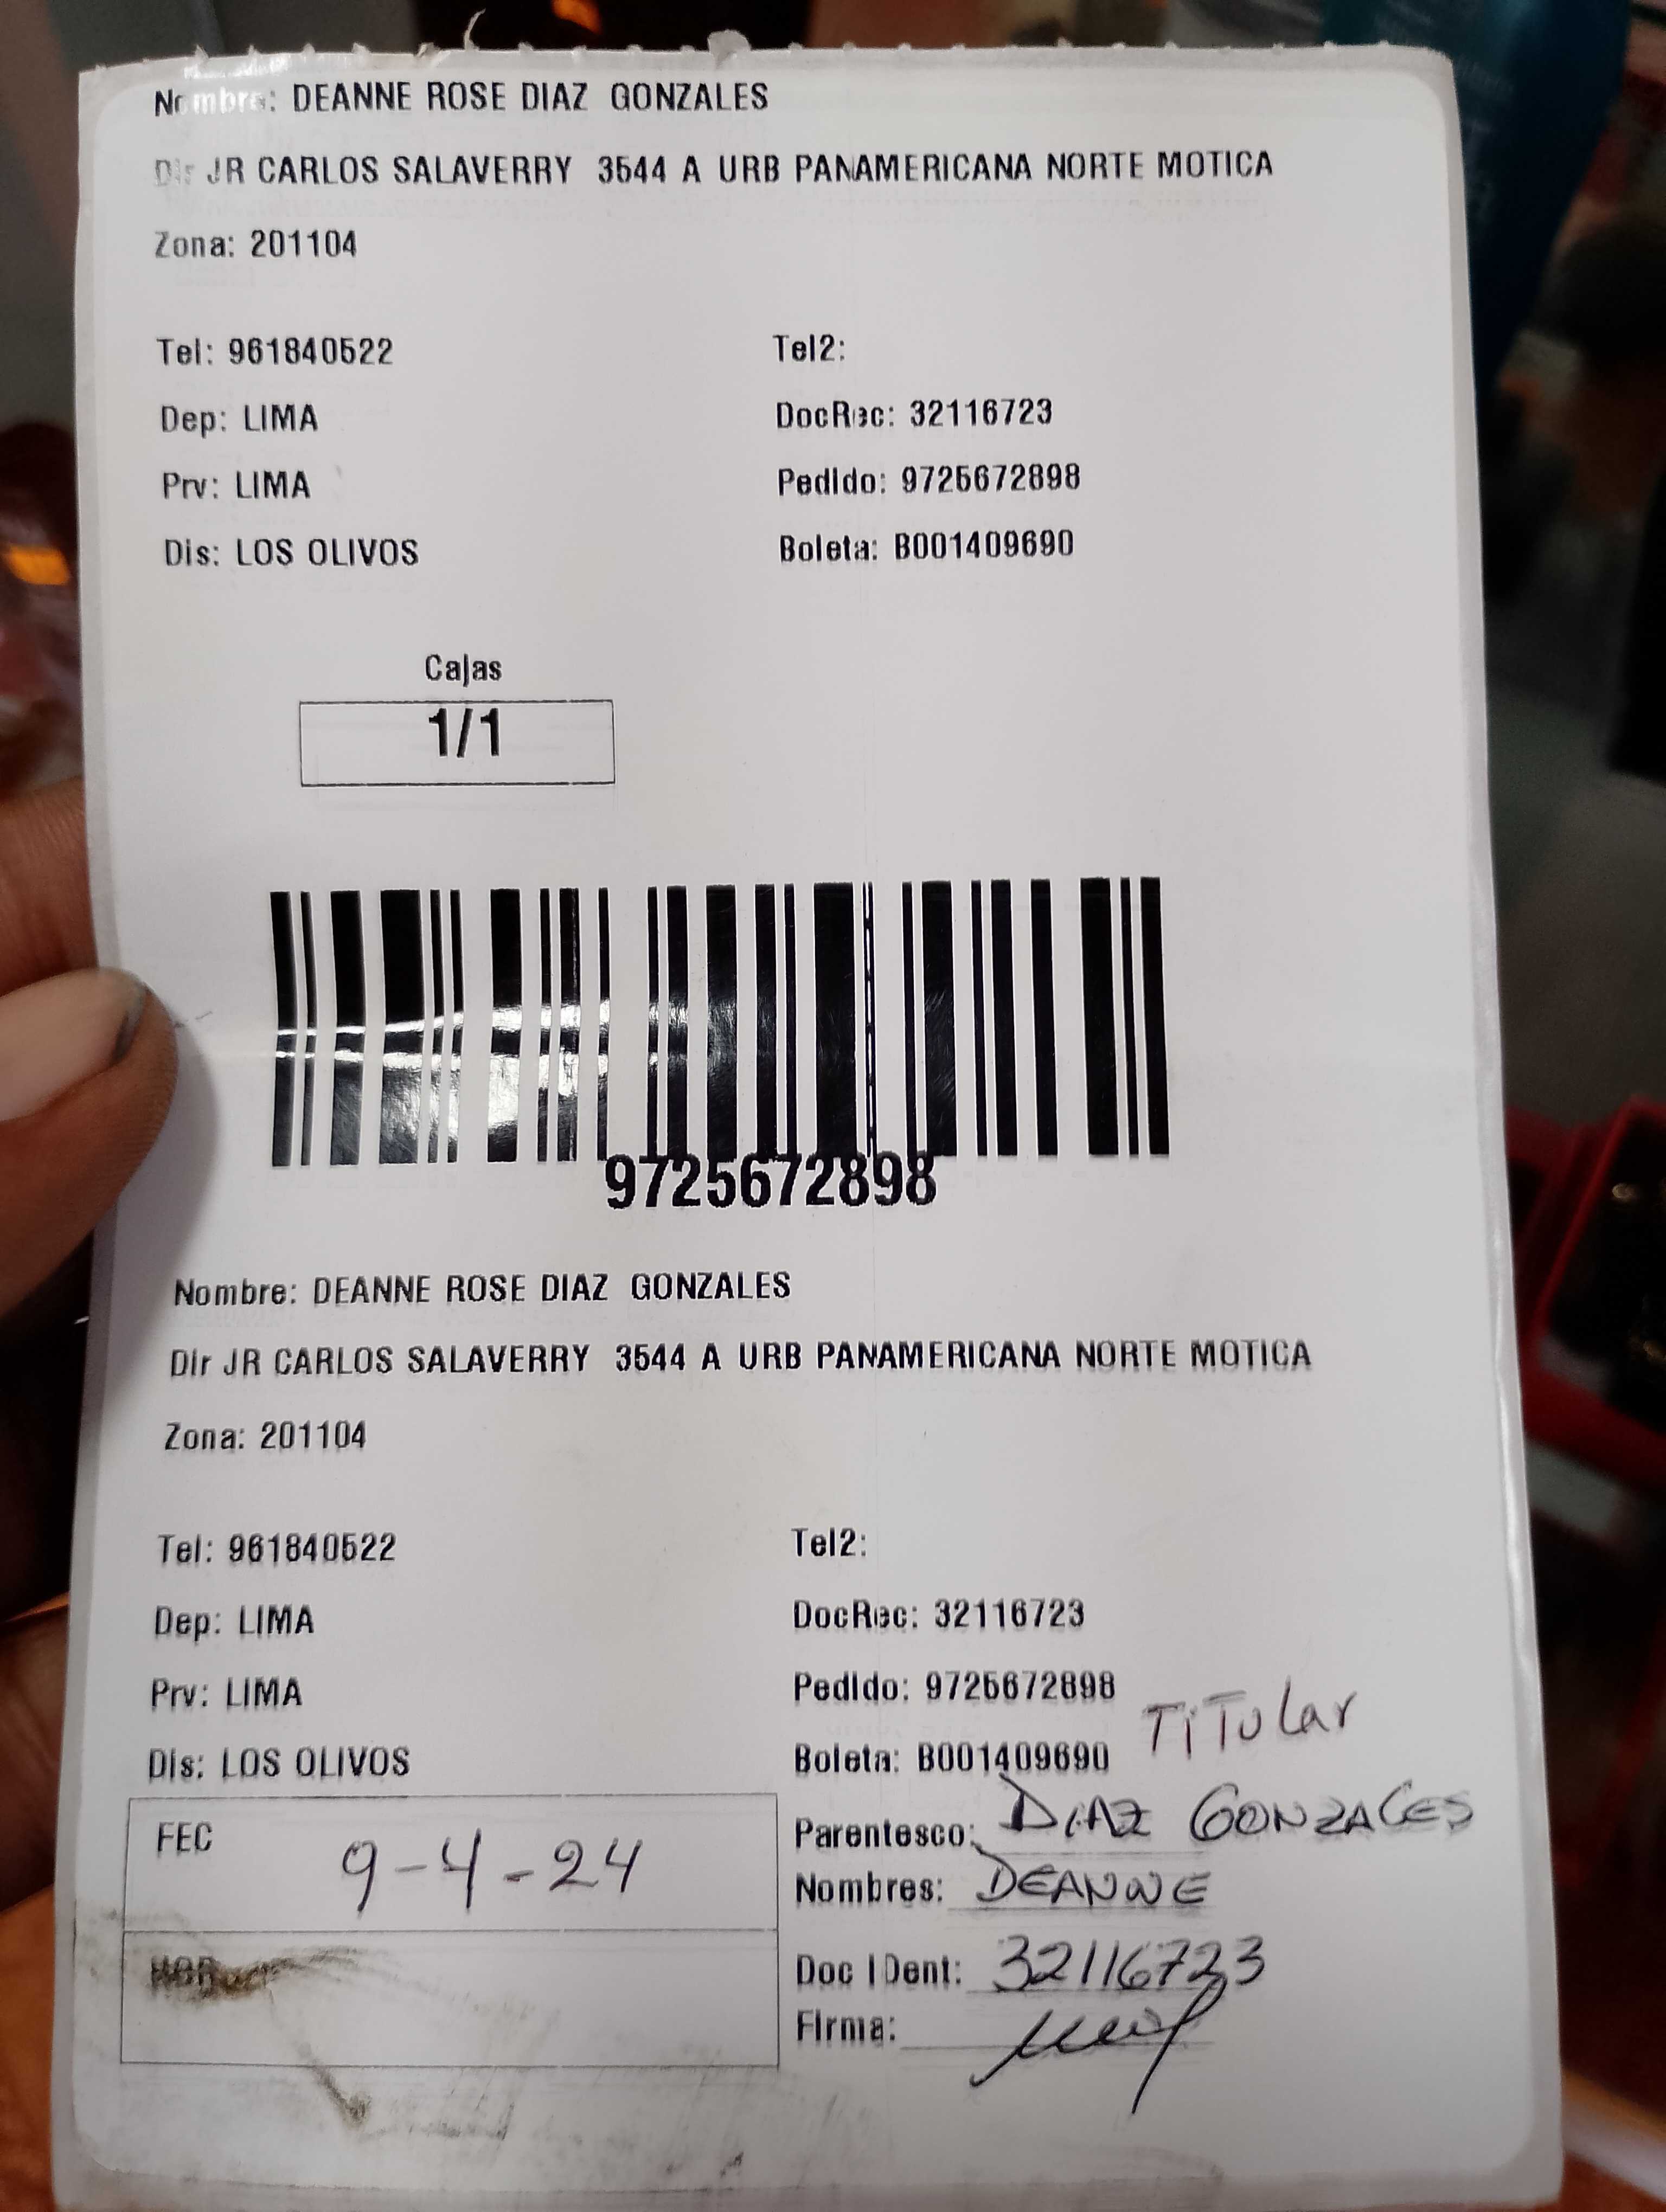 Nombre: DEANNE ROSE DIAZ GONZALES
Dir JR CARLOS SALAVERRY 3544 A URB PANAMERICANA NORTE MOTICA
Zona: 201104
Tel: 961840522 Tel2:
Dep: LIMA DocRec: 32116723
Prv: LIMA Pedido: 9725672898
Dis: LOS OLIVOS Boleta: B001409690
Cajas
1/1
9725672898
Nombre: DEANNE ROSE DIAZ GONZALES
Dir JR CARLOS SALAVERRY 3544 A URB PANAMERICANA NORTE MOTICA
Zona: 201104
Tel: 961840522 Tel2:
Dep: LIMA DocRec: 32116723
Prv: LIMA Pedido: 9725672898
TiTular
Dis: LOS OLIVOS Boleta: B001409690
FEC 9-4-24
Parentesco: DIAZ GONZALES
Nombres: DEANNE
HOR
Doc IDent: 32116723
Firma: